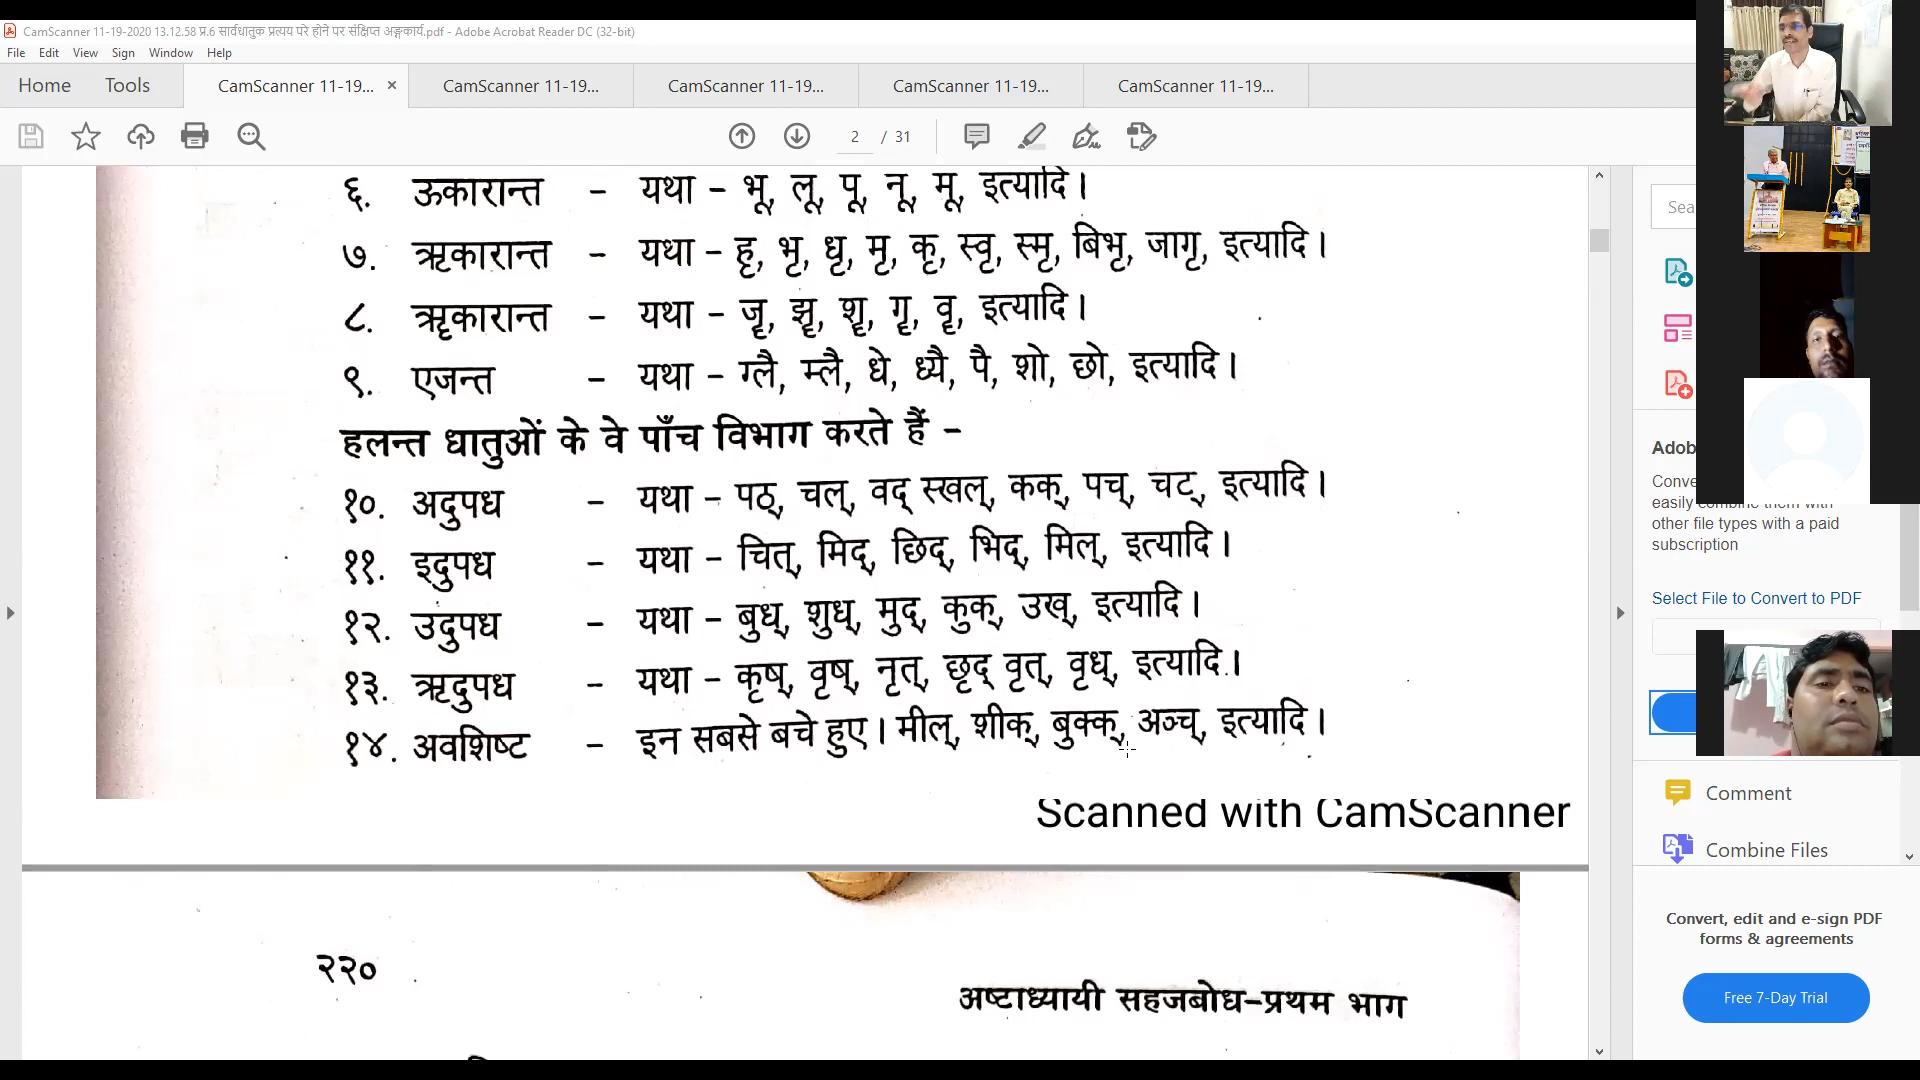 CamScanner 11-19-2020 13.12.58 प्र.6 सार्वधातुक प्रत्यय परे होने पर संक्षिप्त अङ्गकार्य.pdf - Adobe Acrobat Reader DC (32-bit)
File Edit View Sign Window Help
Home Tools CamScanner 11-19... × CamScanner 11-19... CamScanner 11-19... CamScanner 11-19... CamScanner 11-19...
2 / 31
६. ऊकारान्त – यथा – भू, लू, पू, नू, मू, इत्यादि।
७. ऋकारान्त – यथा – हृ, भृ, धृ, मृ, कृ, स्वृ, स्मृ, बिभृ, जागृ, इत्यादि।
८. ॠकारान्त – यथा – जॄ, झॄ, शॄ, गॄ, वॄ, इत्यादि।
९. एजन्त – यथा – ग्लै, म्लै, धे, ध्यै, पै, शो, छो, इत्यादि।
हलन्त धातुओं के वे पाँच विभाग करते हैं –
१०. अदुपध – यथा – पठ्, चल्, वद् स्खल्, कक्, पच्, चट्, इत्यादि।
११. इदुपध – यथा – चित्, मिद्, छिद्, भिद्, मिल्, इत्यादि।
१२. उदुपध – यथा – बुध्, शुध्, मुद्, कुक्, उख्, इत्यादि।
१३. ऋदुपध – यथा – कृष्, वृष्, नृत्, छृद् वृत्, वृध्, इत्यादि।
१४. अवशिष्ट – इन सबसे बचे हुए। मील्, शीक्, बुक्क्, अञ्च्, इत्यादि।
Scanned with CamScanner
२२०
अष्टाध्यायी सहजबोध–प्रथम भाग
Sea
Adob
Conve
easily combine them with
other file types with a paid
subscription
Select File to Convert to PDF
Comment
Combine Files
Convert, edit and e-sign PDF
forms & agreements
Free 7-Day Trial